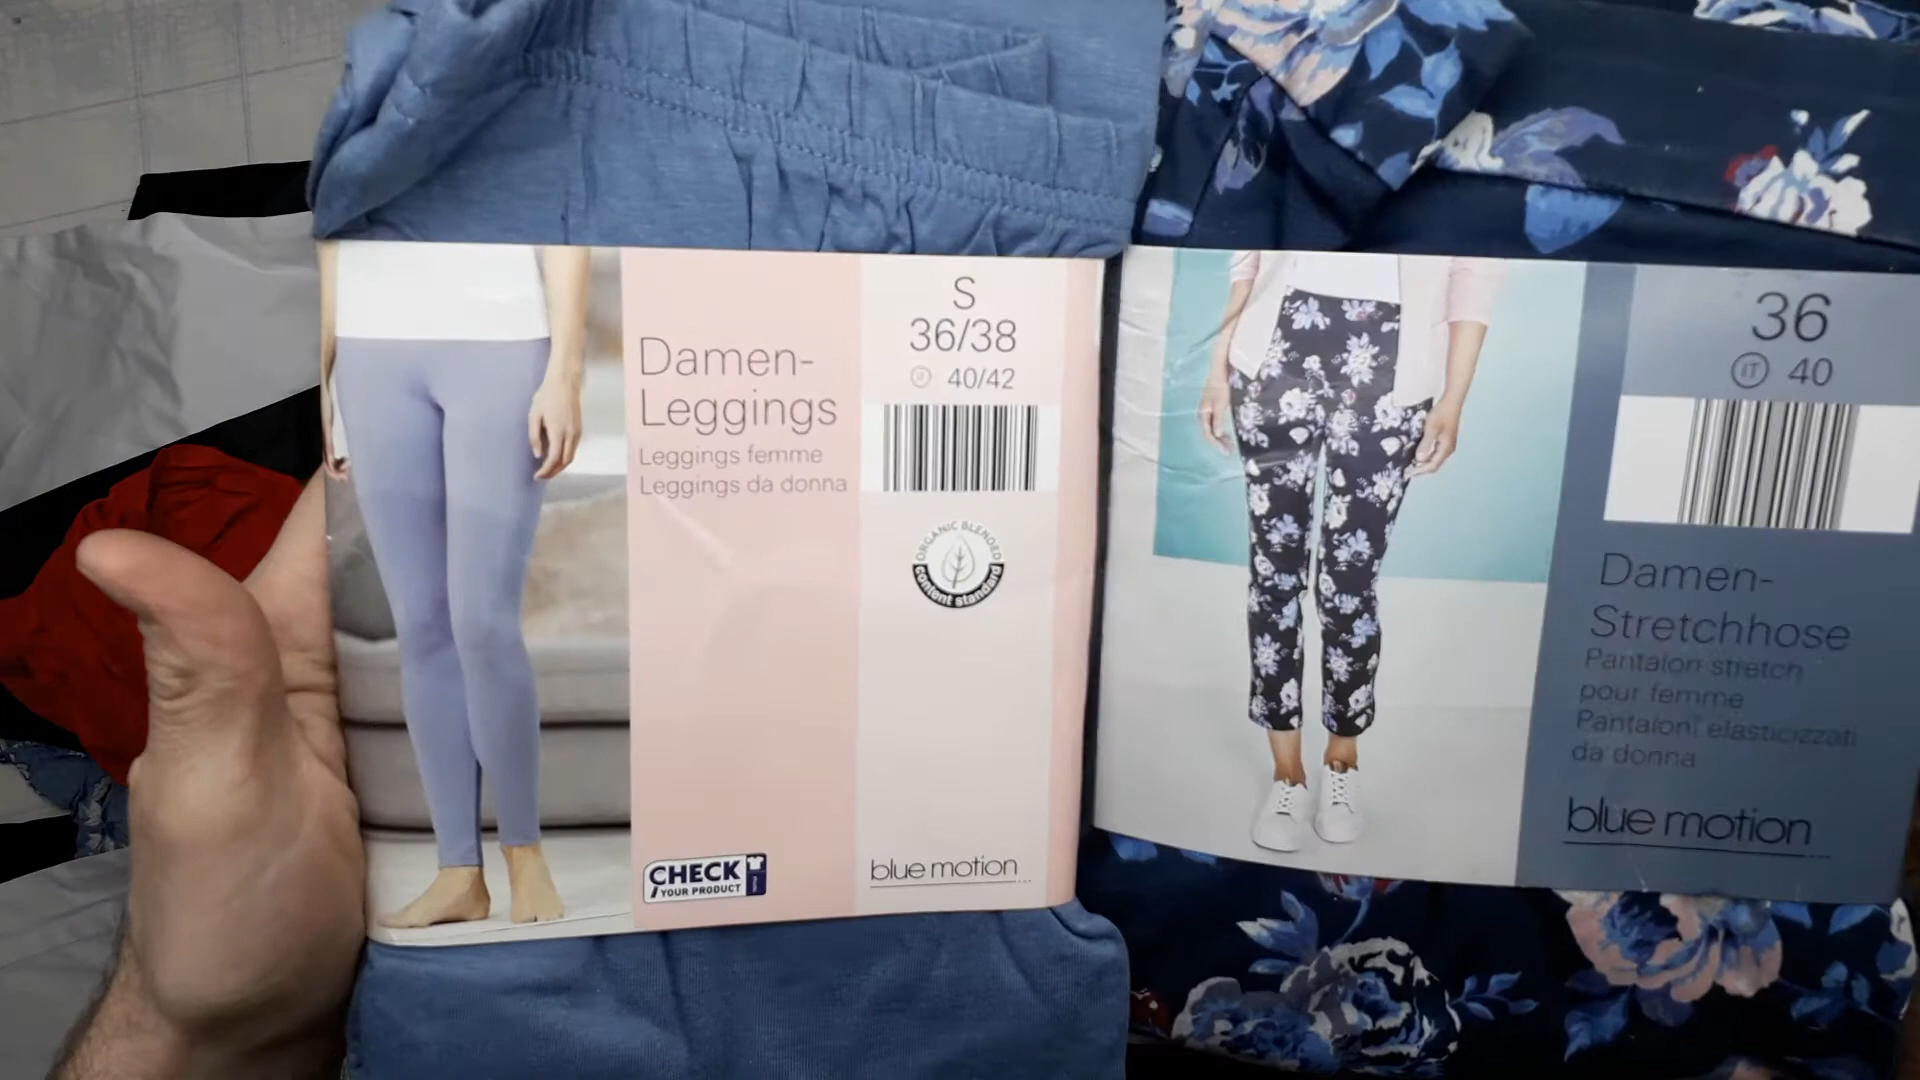 Damen-
Leggings
Leggings femme
Leggings da donna
CHECK
YOUR PRODUCT
S
36/38
IT 40/42
ORGANIC BLENDED
content standard
blue motion
36
IT 40
Damen-
Stretchhose
Pantalon stretch
pour femme
Pantaloni elasticizzati
da donna
blue motion